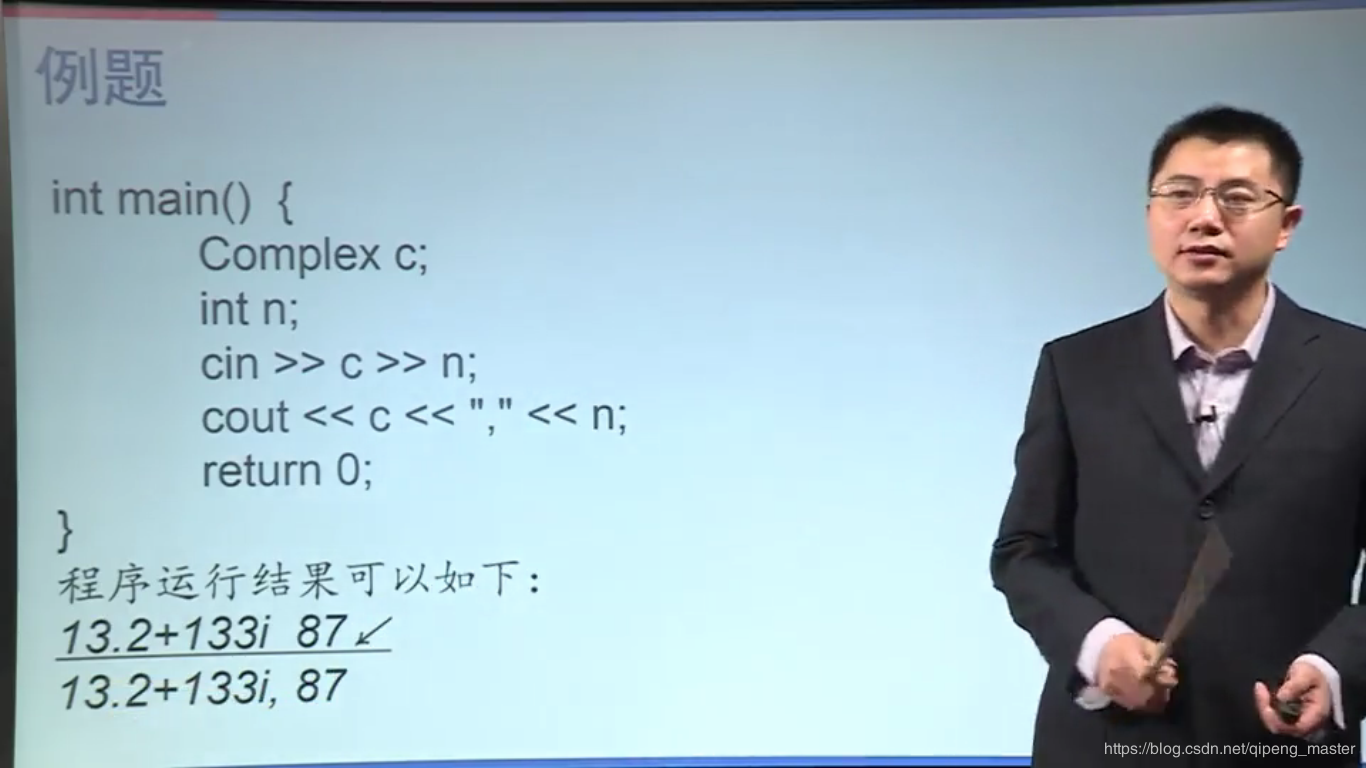 例题
int main() {
Complex c;
int n;
cin >> c >> n;
cout << c << "," << n;
return 0;
}
程序运行结果可以如下：
13.2+133i 87↙
13.2+133i, 87
https://blog.csdn.net/qipeng_master